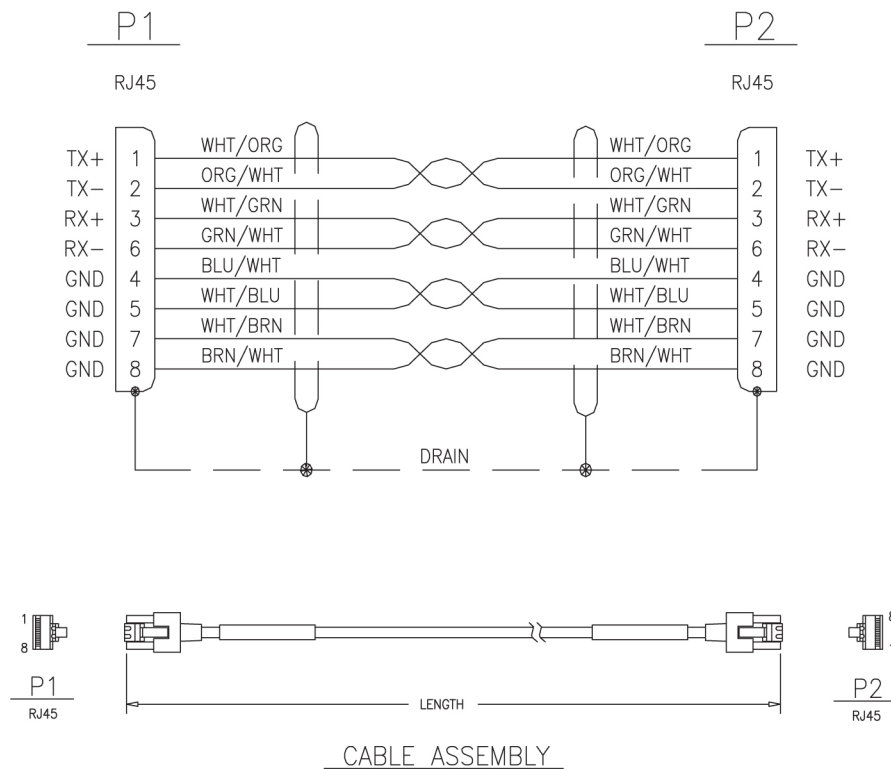 P1 P2
RJ45 RJ45
WHT/ORG WHT/ORG
TX+ 1 1 TX+
ORG/WHT ORG/WHT
TX- 2 2 TX-
WHT/GRN WHT/GRN
RX+ 3 3 RX+
GRN/WHT GRN/WHT
RX- 6 6 RX-
BLU/WHT BLU/WHT
GND 4 4 GND
WHT/BLU WHT/BLU
GND 5 5 GND
WHT/BRN WHT/BRN
GND 7 7 GND
BRN/WHT BRN/WHT
GND 8 8 GND
DRAIN
1 8
8
P1 P2
RJ45 RJ45
LENGTH
CABLE ASSEMBLY